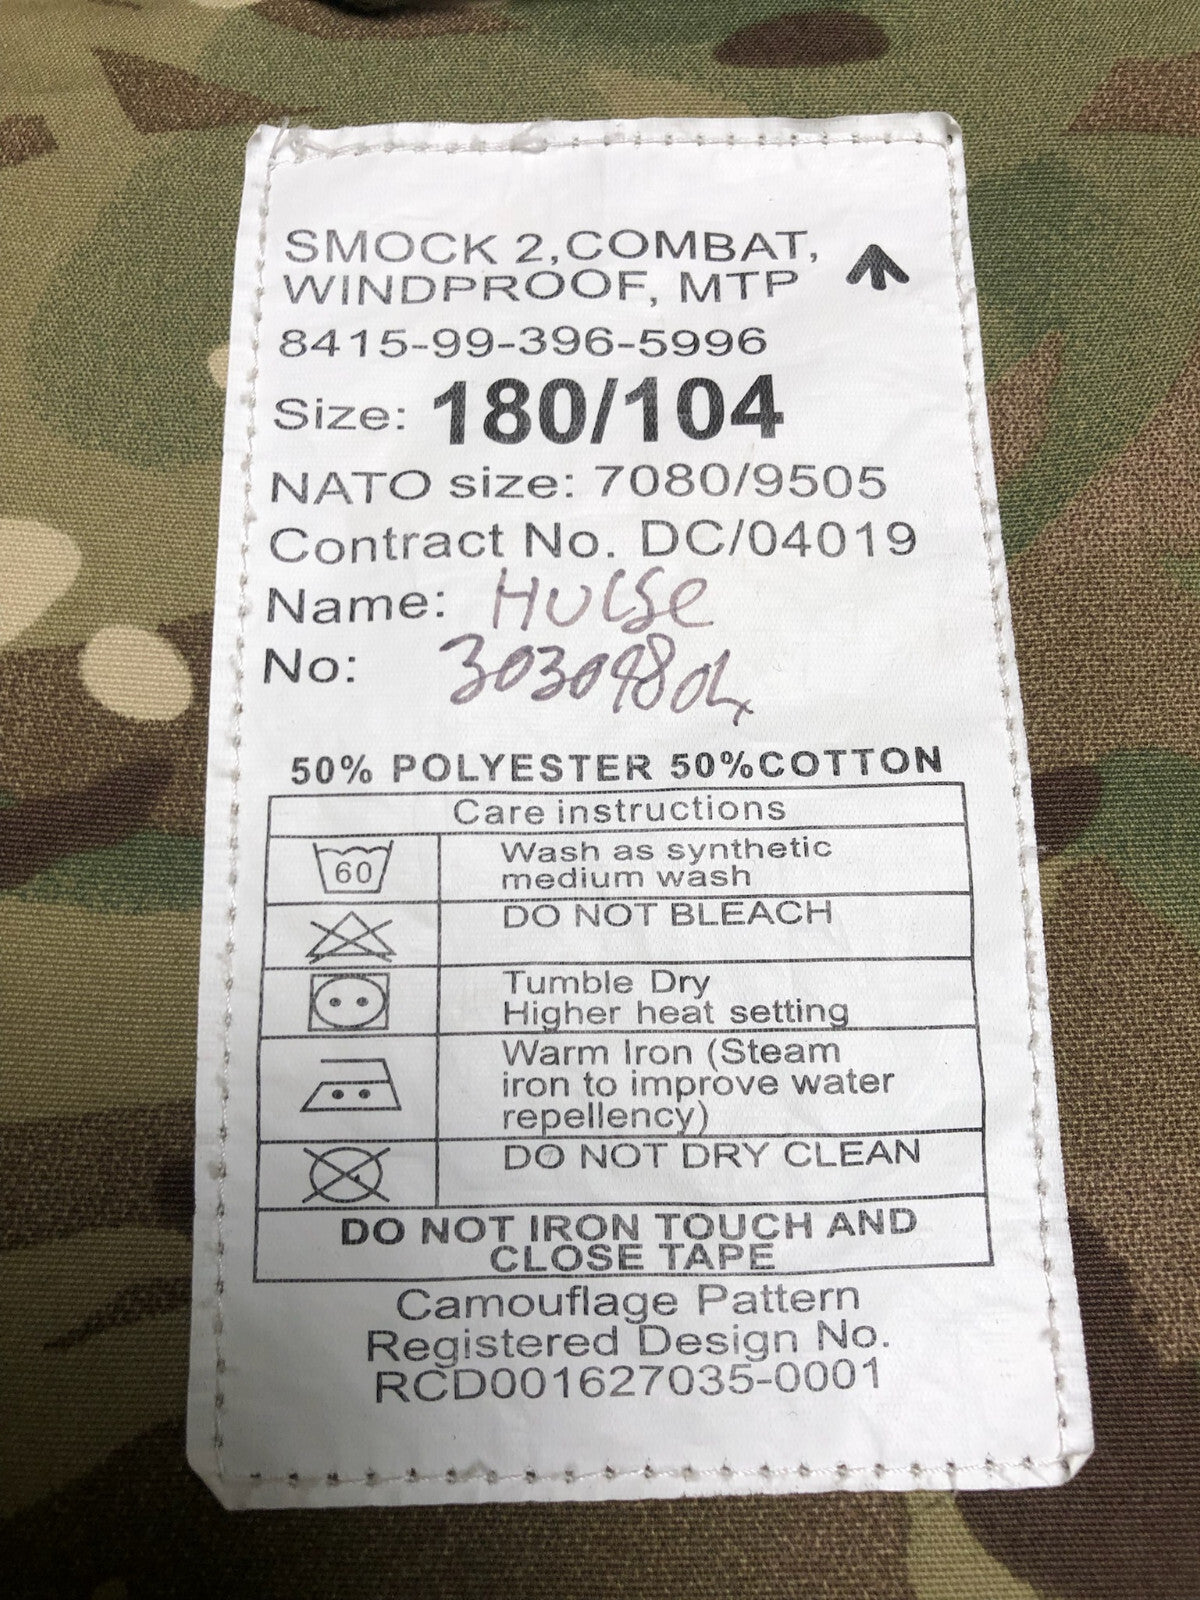 SMOCK 2,COMBAT,
WINDPROOF, MTP
8415-99-396-5996
Size: 180/104
NATO size: 7080/9505
Contract No. DC/04019
Name: HULSe
No: 30309804
50% POLYESTER 50%COTTON
Care instructions
60
Wash as synthetic
medium wash
DO NOT BLEACH
Tumble Dry
Higher heat setting
Warm Iron (Steam
iron to improve water
repellency)
DO NOT DRY CLEAN
DO NOT IRON TOUCH AND
CLOSE TAPE
Camouflage Pattern
Registered Design No.
RCD001627035-0001